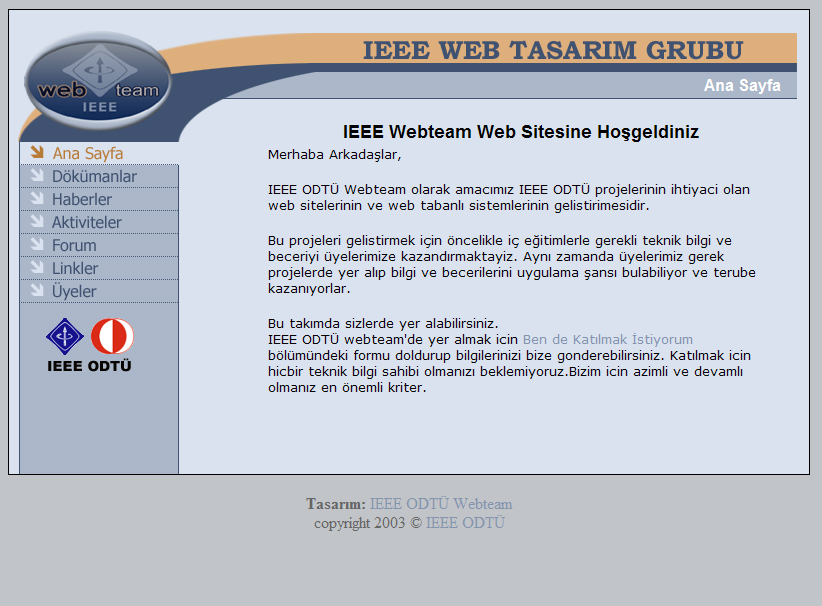 IEEE WEB TASARIM GRUBU
web team
IEEE
Ana Sayfa
Ana Sayfa
Dökümanlar
Haberler
Aktiviteler
Forum
Linkler
Üyeler
IEEE ODTÜ
IEEE Webteam Web Sitesine Hoşgeldiniz
Merhaba Arkadaşlar,
IEEE ODTÜ Webteam olarak amacımız IEEE ODTÜ projelerinin ihtiyaci olan
web sitelerinin ve web tabanlı sistemlerinin gelistirimesidir.
Bu projeleri gelistirmek için öncelikle iç eğitimlerle gerekli teknik bilgi ve
beceriyi üyelerimize kazandırmaktayiz. Aynı zamanda üyelerimiz gerek
projelerde yer alıp bilgi ve becerilerini uygulama şansı bulabiliyor ve terube
kazanıyorlar.
Bu takımda sizlerde yer alabilirsiniz.
IEEE ODTÜ webteam'de yer almak icin Ben de Katılmak İstiyorum
bölümündeki formu doldurup bilgilerinizi bize gonderebilirsiniz. Katılmak icin
hicbir teknik bilgi sahibi olmanızı beklemiyoruz.Bizim icin azimli ve devamlı
olmanız en önemli kriter.
Tasarım: IEEE ODTÜ Webteam
copyright 2003 © IEEE ODTÜ